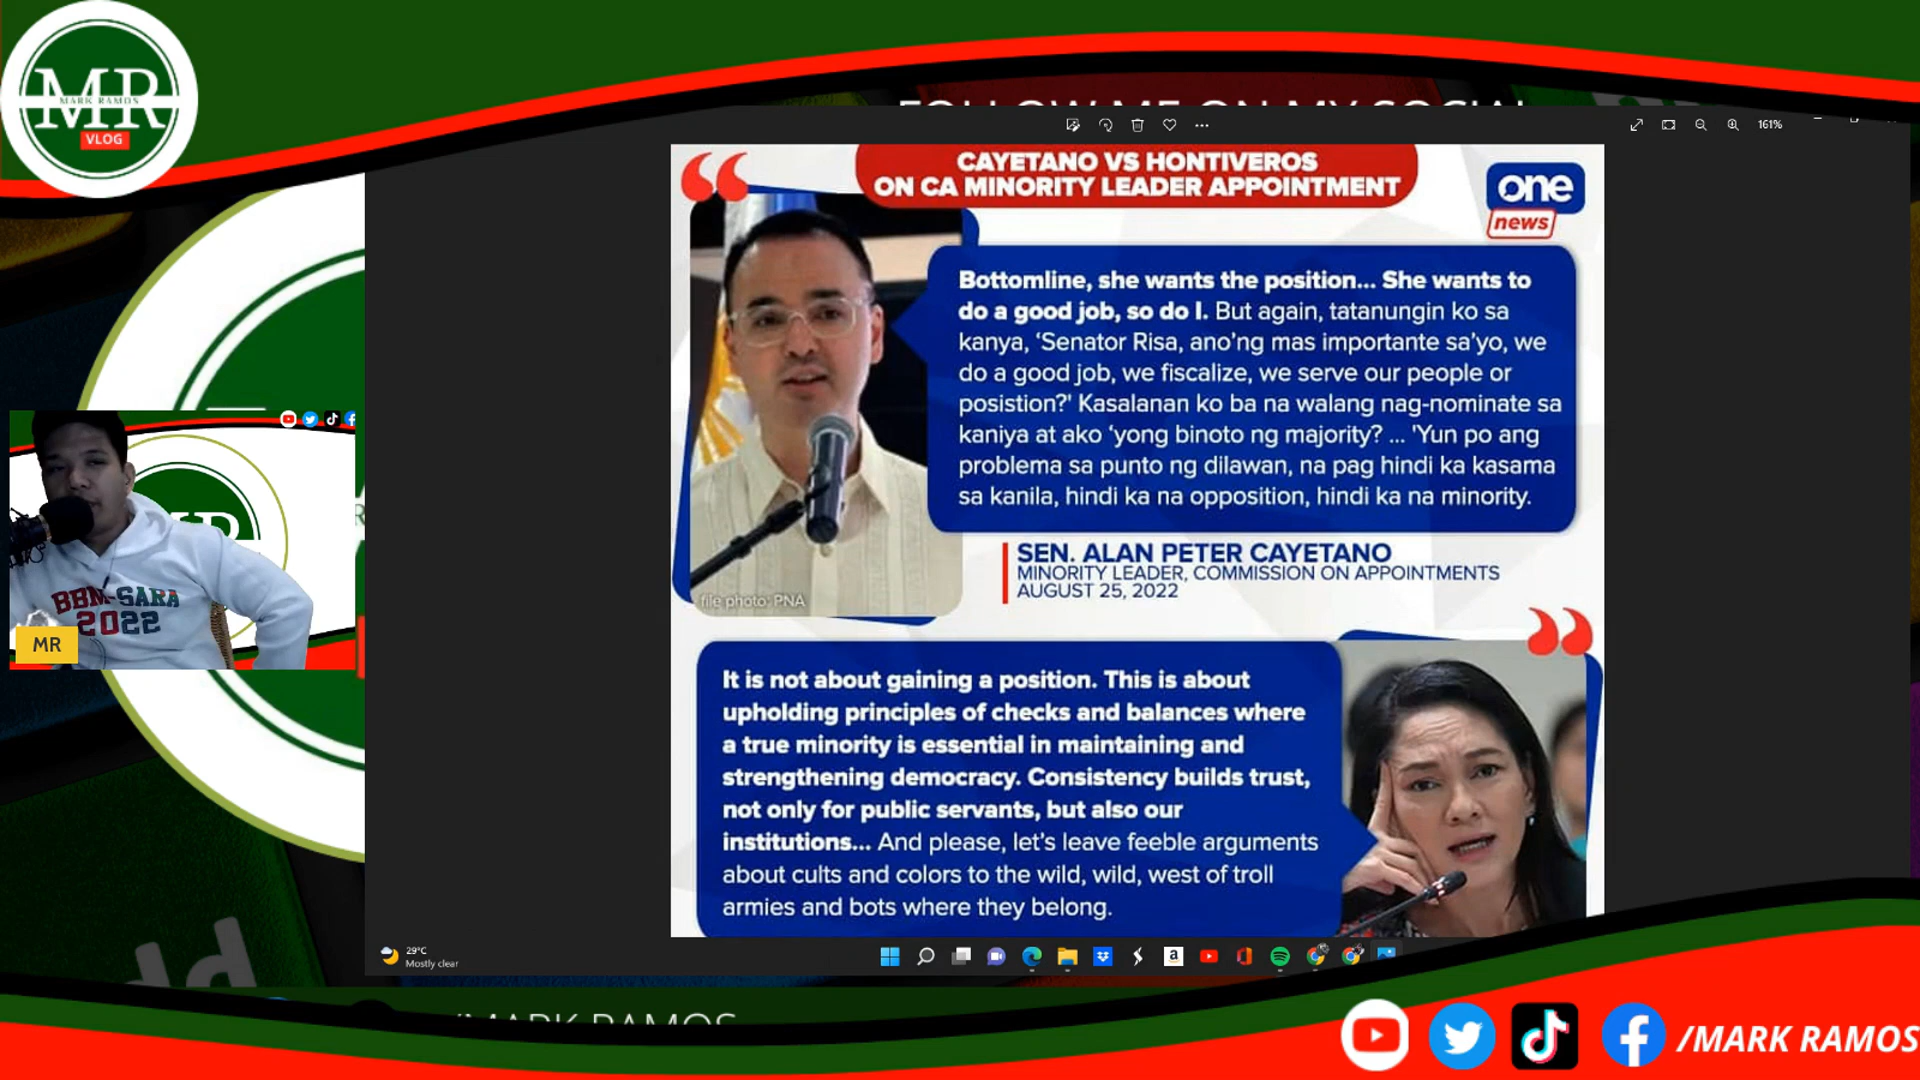 MR
MARK RAMOS
VLOG
FOLLOW ME ON MY SOCIAL
161%
CAYETANO VS HONTIVEROS
ON CA MINORITY LEADER APPOINTMENT
one
news
Bottomline, she wants the position... She wants to
do a good job, so do I. But again, tatanungin ko sa
kanya, ‘Senator Risa, ano’ng mas importante sa’yo, we
do a good job, we fiscalize, we serve our people or
posistion?' Kasalanan ko ba na walang nag-nominate sa
kaniya at ako ‘yong binoto ng majority? ... 'Yun po ang
problema sa punto ng dilawan, na pag hindi ka kasama
sa kanila, hindi ka na opposition, hindi ka na minority.
file photo: PNA
SEN. ALAN PETER CAYETANO
MINORITY LEADER, COMMISSION ON APPOINTMENTS
AUGUST 25, 2022
It is not about gaining a position. This is about
upholding principles of checks and balances where
a true minority is essential in maintaining and
strengthening democracy. Consistency builds trust,
not only for public servants, but also our
institutions... And please, let’s leave feeble arguments
about cults and colors to the wild, wild, west of troll
armies and bots where they belong.
MR
BBM-SARA
2022
MR
29°C
Mostly clear
/MARK RAMOS
/MARK RAMOS